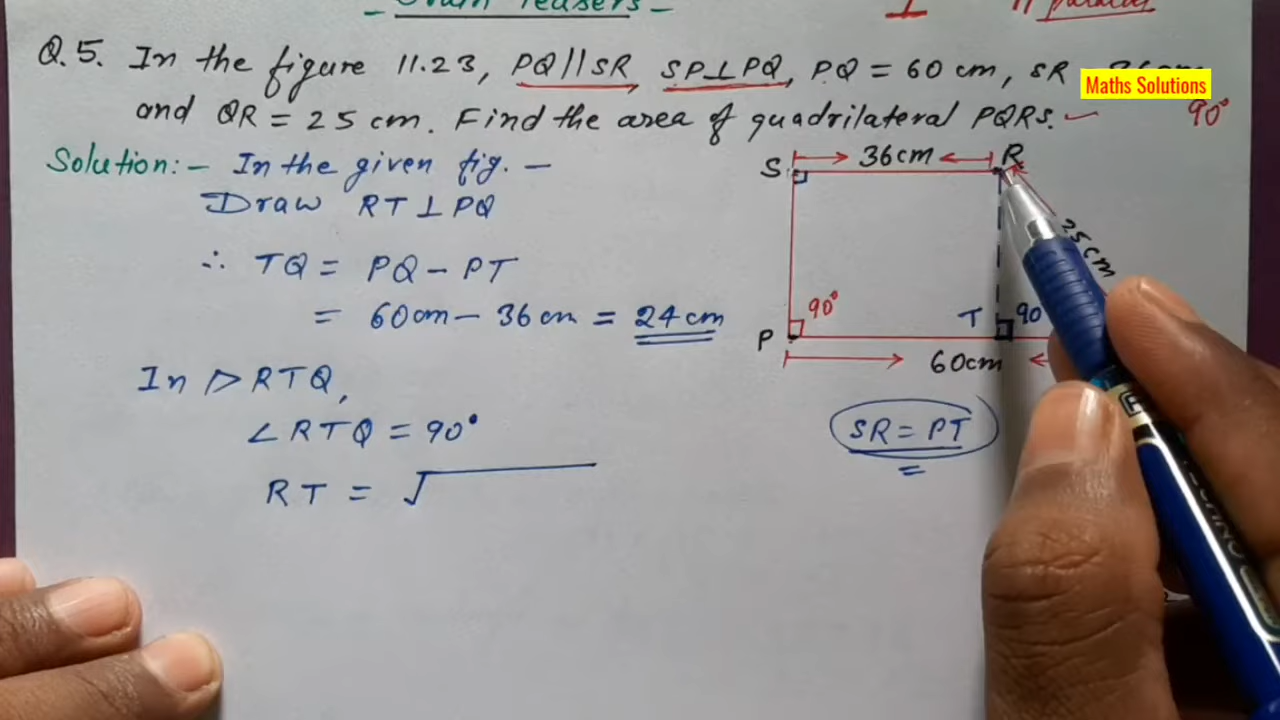 Q.5. In the figure 11.23, PQ//SR, SP⊥PQ, PQ = 60 cm, SR
Maths Solutions
and QR = 25 cm. Find the area of quadrilateral PQRS.
90°
Solution:- In the given fig. -
Draw RT ⊥ PQ
∴ TQ = PQ - PT
= 60cm - 36cm = 24 cm
In △ RTQ,
∠ RTQ = 90°
RT = √
S
36cm
R
25cm
90°
T
90
P
60cm
SR = PT